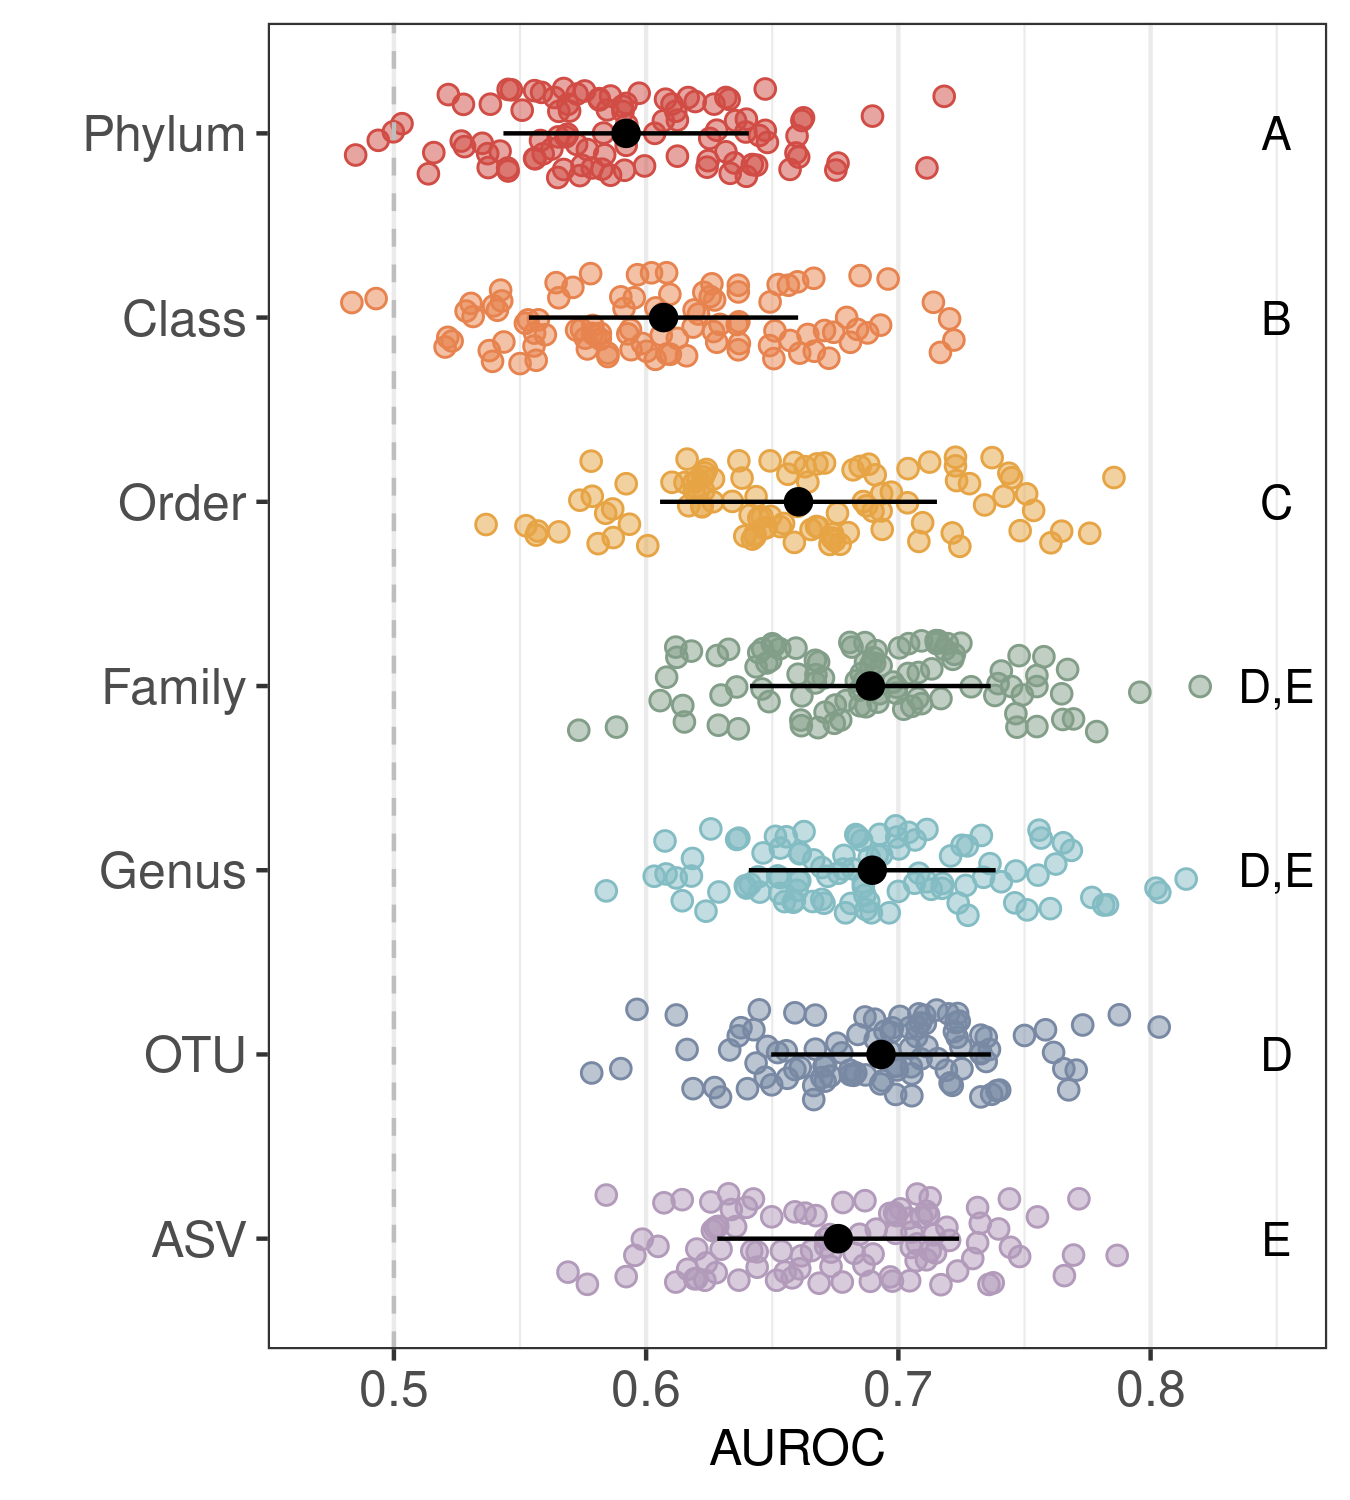 Phylum A
Class B
Order C
Family D,E
Genus D,E
OTU D
ASV E
0.5 0.6 0.7 0.8
AUROC